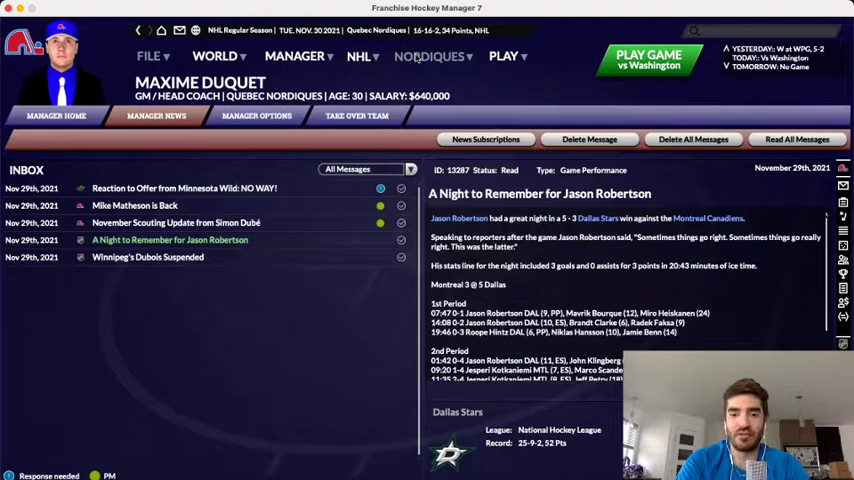 Franchise Hockey Manager 7
NHL Regular Season | TUE. NOV. 30 2021 | Quebec Nordiques | 16-16-2, 34 Points, NHL
FILE WORLD MANAGER NHL NORDIQUES PLAY
PLAY GAME
vs Washington
YESTERDAY: W at WPG, 5-2
TODAY: Vs Washington
TOMORROW: No Game
MAXIME DUQUET
GM / HEAD COACH | QUEBEC NORDIQUES | AGE: 30 | SALARY: $640,000
MANAGER HOME MANAGER NEWS MANAGER OPTIONS TAKE OVER TEAM
News Subscriptions Delete Message Delete All Messages Read All Messages
INBOX
All Messages
Nov 29th, 2021 Reaction to Offer from Minnesota Wild: NO WAY!
Nov 29th, 2021 Mike Matheson is Back
Nov 29th, 2021 November Scouting Update from Simon Dubé
Nov 29th, 2021 A Night to Remember for Jason Robertson
Nov 29th, 2021 Winnipeg's Dubois Suspended
Response needed PM
ID: 13287 Status: Read Type: Game Performance November 29th, 2021
A Night to Remember for Jason Robertson
Jason Robertson had a great night in a 5 - 3 Dallas Stars win against the Montreal Canadiens.
Speaking to reporters after the game Jason Robertson said, "Sometimes things go right. Sometimes things go really
right. This was the latter."
His stats line for the night included 3 goals and 0 assists for 3 points in 20:43 minutes of ice time.
Montreal 3 @ 5 Dallas
1st Period
07:47 0-1 Jason Robertson DAL (9, PP), Mavrik Bourque (12), Miro Heiskanen (24)
14:08 0-2 Jason Robertson DAL (10, ES), Brandt Clarke (6), Radek Faksa (9)
19:46 0-3 Roope Hintz DAL (6, PP), Niklas Hansson (10), Jamie Benn (14)
2nd Period
01:42 0-4 Jason Robertson DAL (11, ES), John Klingberg
09:20 1-4 Jesperi Kotkaniemi MTL (7, ES), Marco Scande
11:35 2-4 Jesperi Kotkaniemi MTL (8, ES), Jeff Petry (18)
Dallas Stars
League: National Hockey League
Record: 25-9-2, 52 Pts